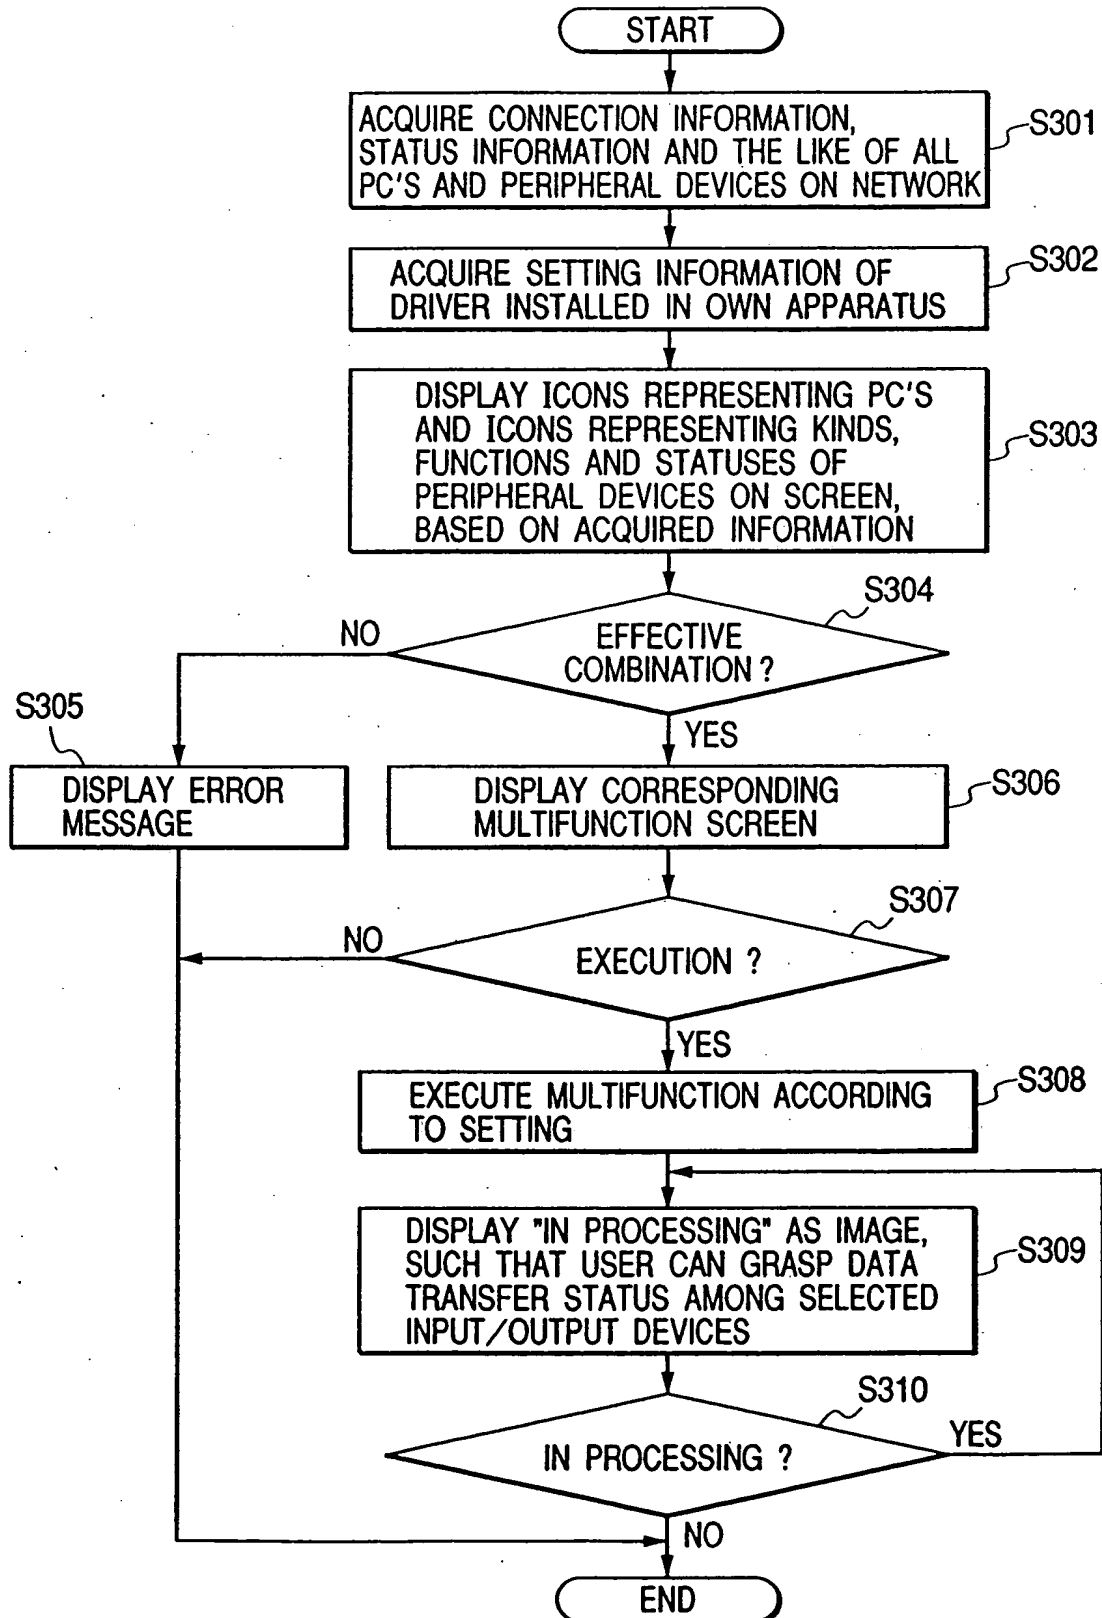 START
ACQUIRE CONNECTION INFORMATION,
STATUS INFORMATION AND THE LIKE OF ALL
PC'S AND PERIPHERAL DEVICES ON NETWORK
S301
ACQUIRE SETTING INFORMATION OF
DRIVER INSTALLED IN OWN APPARATUS
S302
DISPLAY ICONS REPRESENTING PC'S
AND ICONS REPRESENTING KINDS,
FUNCTIONS AND STATUSES OF
PERIPHERAL DEVICES ON SCREEN,
BASED ON ACQUIRED INFORMATION
S303
S304
EFFECTIVE
COMBINATION ?
NO
YES
S305
DISPLAY ERROR
MESSAGE
DISPLAY CORRESPONDING
MULTIFUNCTION SCREEN
S306
S307
EXECUTION ?
NO
YES
EXECUTE MULTIFUNCTION ACCORDING
TO SETTING
S308
DISPLAY "IN PROCESSING" AS IMAGE,
SUCH THAT USER CAN GRASP DATA
TRANSFER STATUS AMONG SELECTED
INPUT/OUTPUT DEVICES
S309
S310
IN PROCESSING ?
YES
NO
END